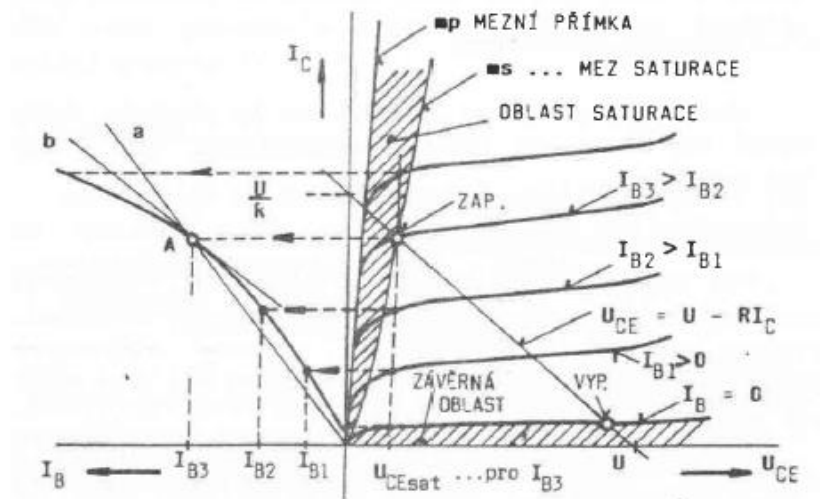 mp MEZNÍ PŘÍMKA
I_C
ms ... MEZ SATURACE
OBLAST SATURACE
a
b
U/R
I_B3 > I_B2
ZAP.
A
I_B2 > I_B1
U_CE = U - RI_C
I_B1 > 0
ZÁVĚRNÁ
OBLAST
VYP.
I_B = 0
I_B
I_B3
I_B2
I_B1
U_CEsat ...pro I_B3
U
U_CE